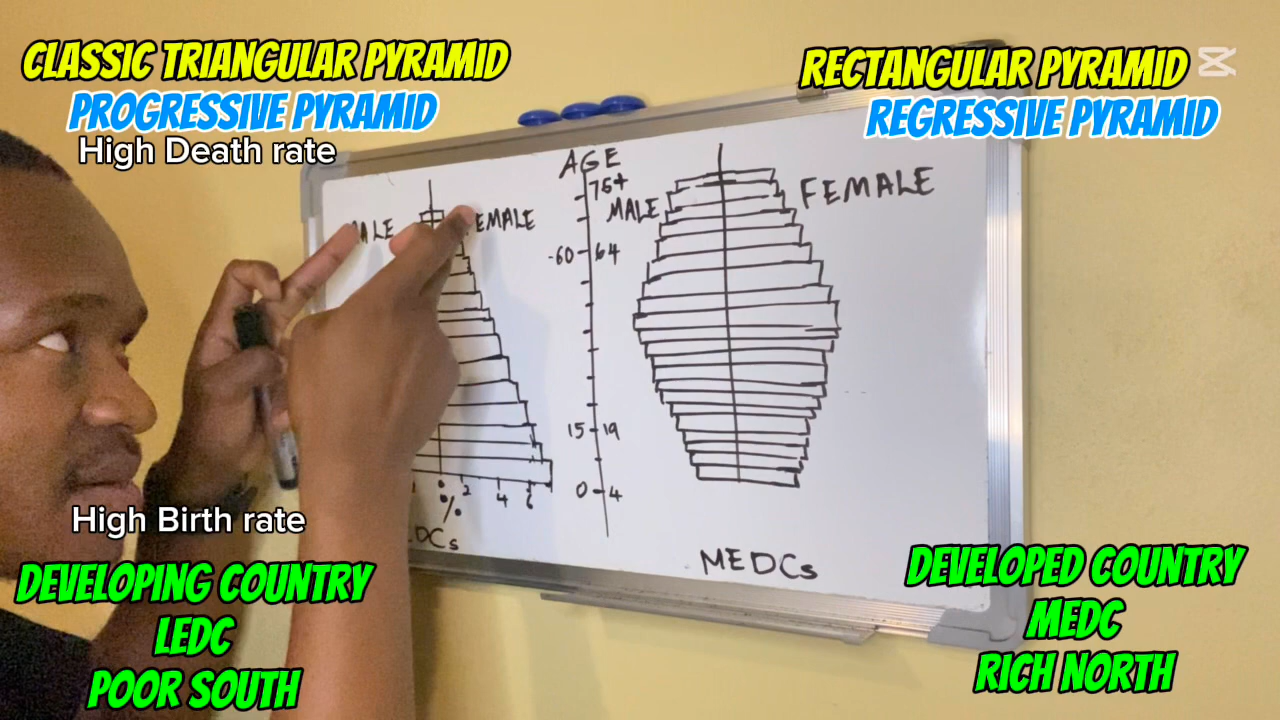 CLASSIC TRIANGULAR PYRAMID
PROGRESSIVE PYRAMID
High Death rate
RECTANGULAR PYRAMID
REGRESSIVE PYRAMID
AGE
75+
FEMALE
MALE
FEMALE
-60 64
15 19
0 4
2 4 6
%
MEDCs
High Birth rate
DEVELOPING COUNTRY
LEDC
POOR SOUTH
DEVELOPED COUNTRY
MEDC
RICH NORTH